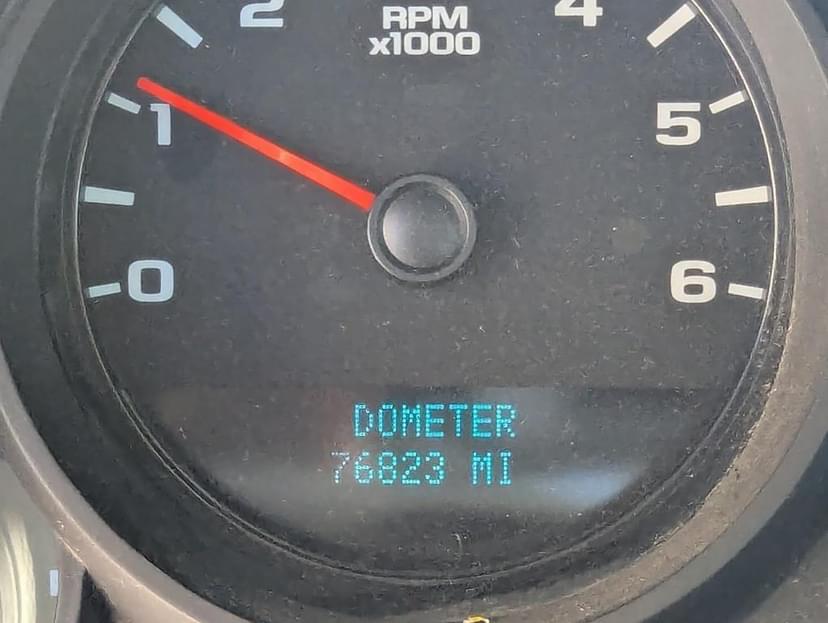 2 RPM 4
x1000
1 5
0 6
DOMETER
76823 MI